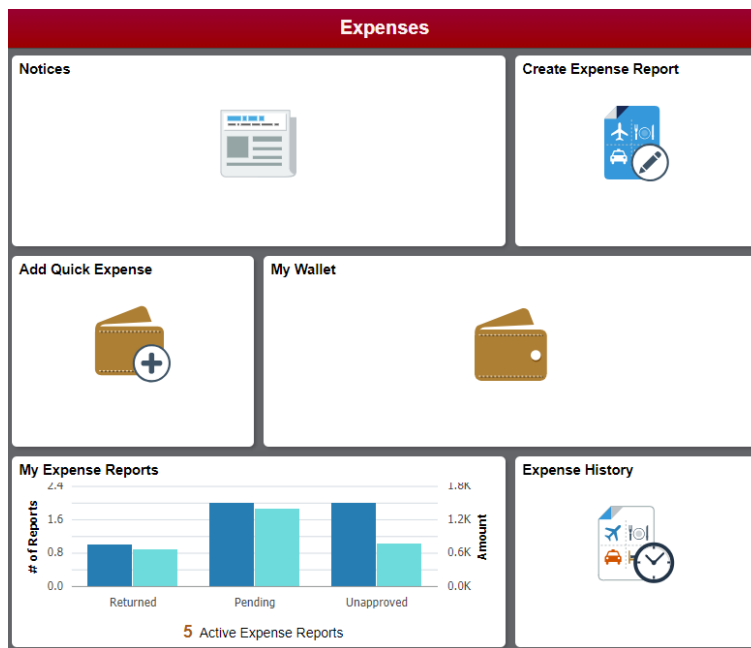 Expenses
Notices
Create Expense Report
Add Quick Expense
My Wallet
My Expense Reports
2.4
1.6
0.8
0.0
# of Reports
1.8K
1.2K
0.6K
0.0K
Amount
Returned
Pending
Unapproved
5 Active Expense Reports
Expense History